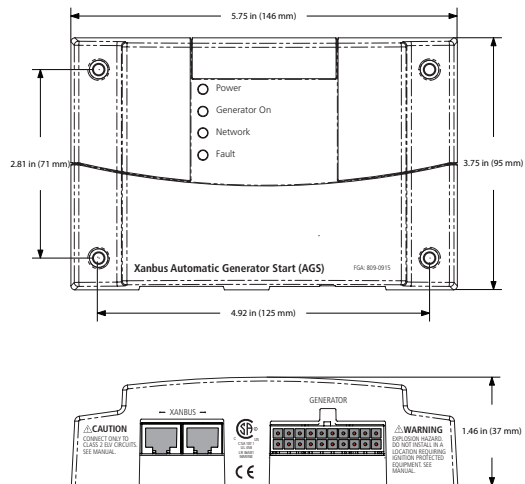 5.75 in (146 mm)
Power
Generator On
Network
Fault
2.81 in (71 mm)
3.75 in (95 mm)
Xanbus Automatic Generator Start (AGS)
FGA: 809-0915
4.92 in (125 mm)
XANBUS
GENERATOR
⚠CAUTION
CONNECT ONLY TO
CLASS 2 ELV CIRCUITS.
SEE MANUAL.
SP®
C US
CE
⚠WARNING
EXPLOSION HAZARD.
DO NOT INSTALL IN A
LOCATION REQUIRING
IGNITION PROTECTED
EQUIPMENT. SEE
MANUAL.
1.46 in (37 mm)